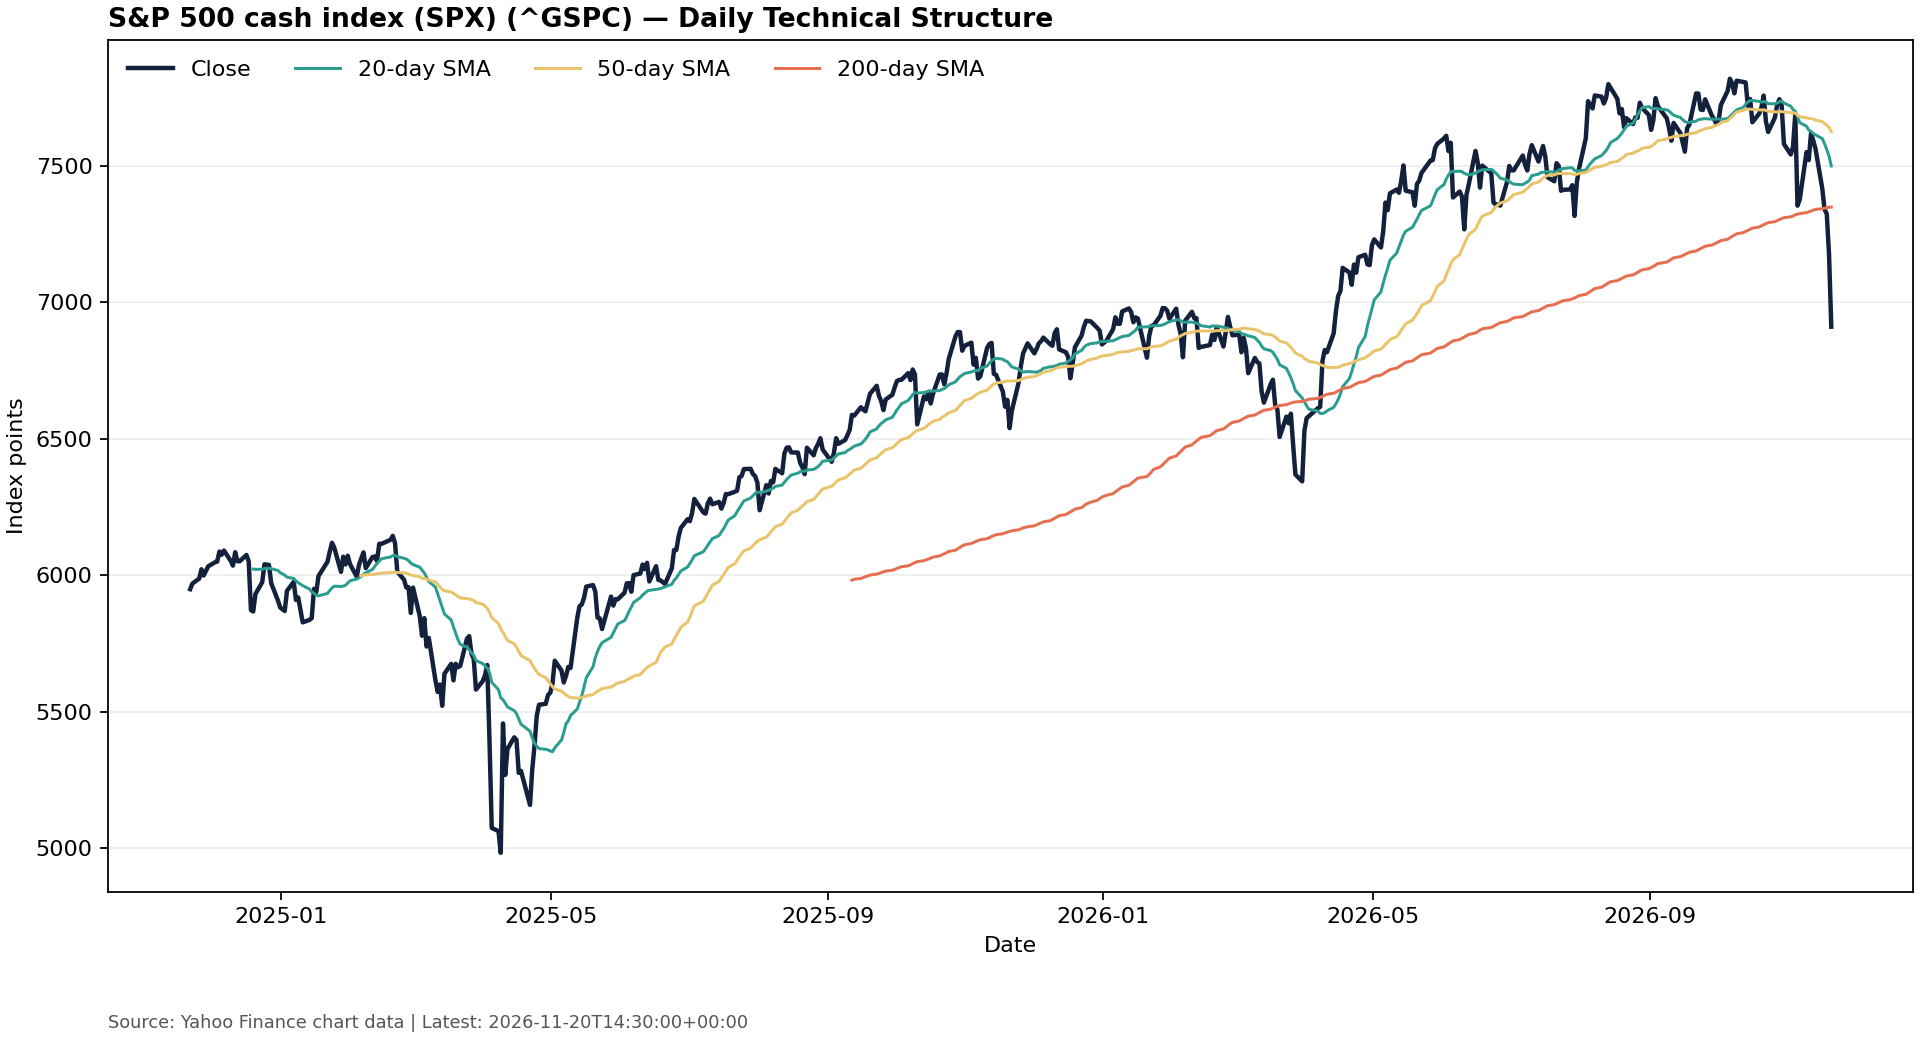 S&P 500 cash index (SPX) (^GSPC) — Daily Technical Structure
Close 20-day SMA 50-day SMA 200-day SMA
7500
7000
6500
6000
5500
5000
Index points
2025-01 2025-05 2025-09 2026-01 2026-05 2026-09
Date
Source: Yahoo Finance chart data | Latest: 2026-11-20T14:30:00+00:00